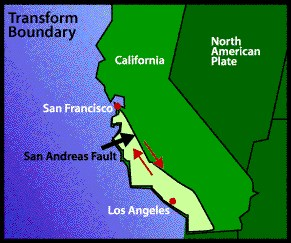 Transform
Boundary
North
American
Plate
California
San Francisco
San Andreas Fault
Los Angeles